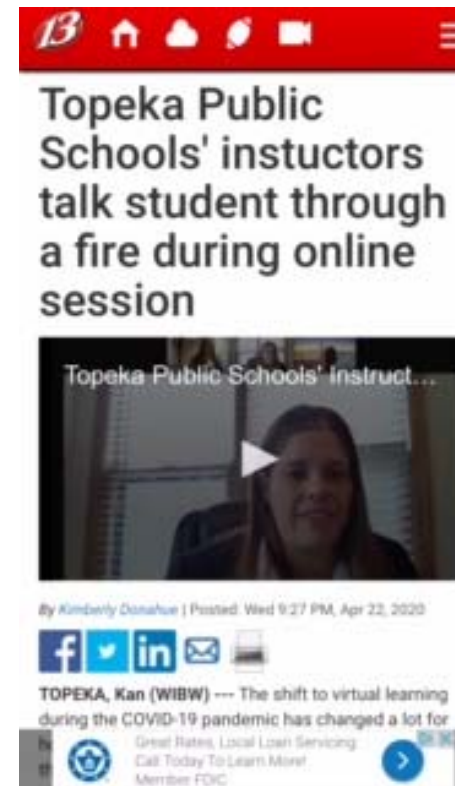 13
Topeka Public
Schools' instuctors
talk student through
a fire during online
session
Topeka Public Schools' Instruct...
By Kimberly Donahue | Posted: Wed 9:27 PM, Apr 22, 2020
TOPEKA, Kan (WIBW) --- The shift to virtual learning
during the COVID-19 pandemic has changed a lot for
Great Rates, Local Loan Servicing.
Call Today To Learn More!
Member FDIC